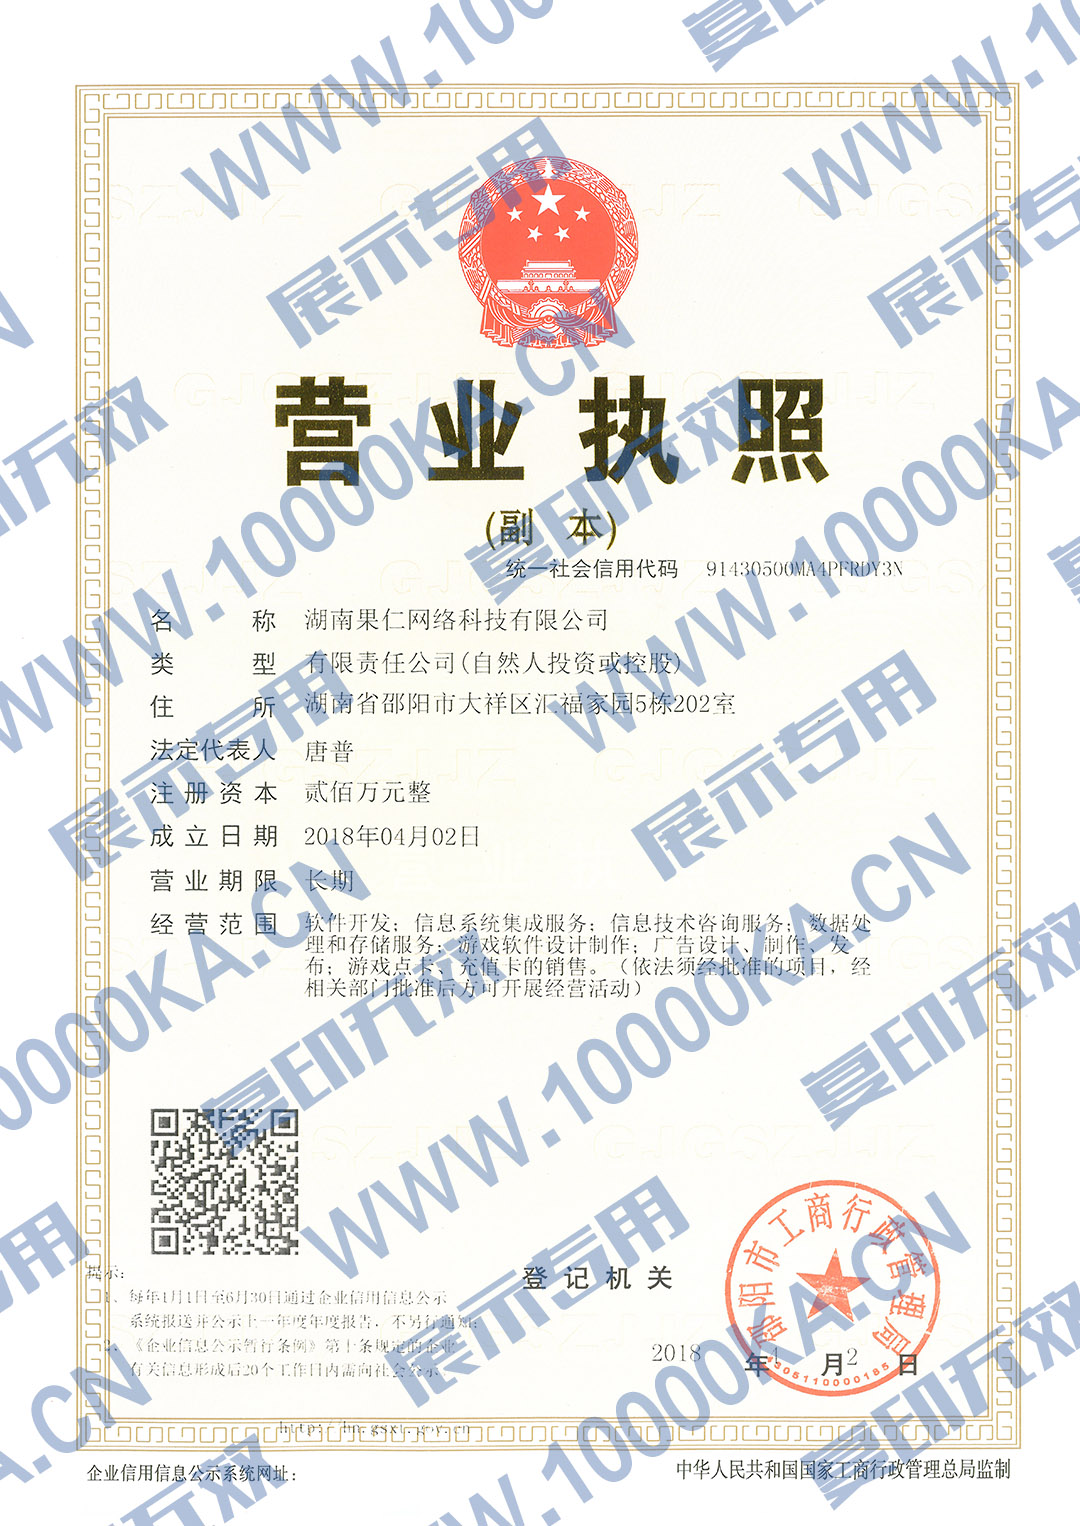 营业执照
(副 本)
统一社会信用代码 91430500MA4PFRDY3N
名称 湖南果仁网络科技有限公司
类型 有限责任公司(自然人投资或控股)
住所 湖南省邵阳市大祥区汇福家园5栋202室
法定代表人 唐普
注册资本 贰佰万元整
成立日期 2018年04月02日
营业期限 长期
经营范围 软件开发；信息系统集成服务；信息技术咨询服务；数据处
理和存储服务；游戏软件设计制作；广告设计、制作、发
布；游戏点卡、充值卡的销售。（依法须经批准的项目，经
相关部门批准后方可开展经营活动）
邵阳市工商行政管理局
4305110000185
登记机关
2018 年 4 月 2 日
提示：
1、每年1月1日至6月30日通过企业信用信息公示
系统报送并公示上一年度年度报告，不另行通知；
2、《企业信息公示暂行条例》第十条规定的企业
有关信息形成后20个工作日内需向社会公示
http://hn.gsxt.gov.cn
企业信用信息公示系统网址：
中华人民共和国国家工商行政管理总局监制
WWW.10000KA.CN
展示专用
复印无效